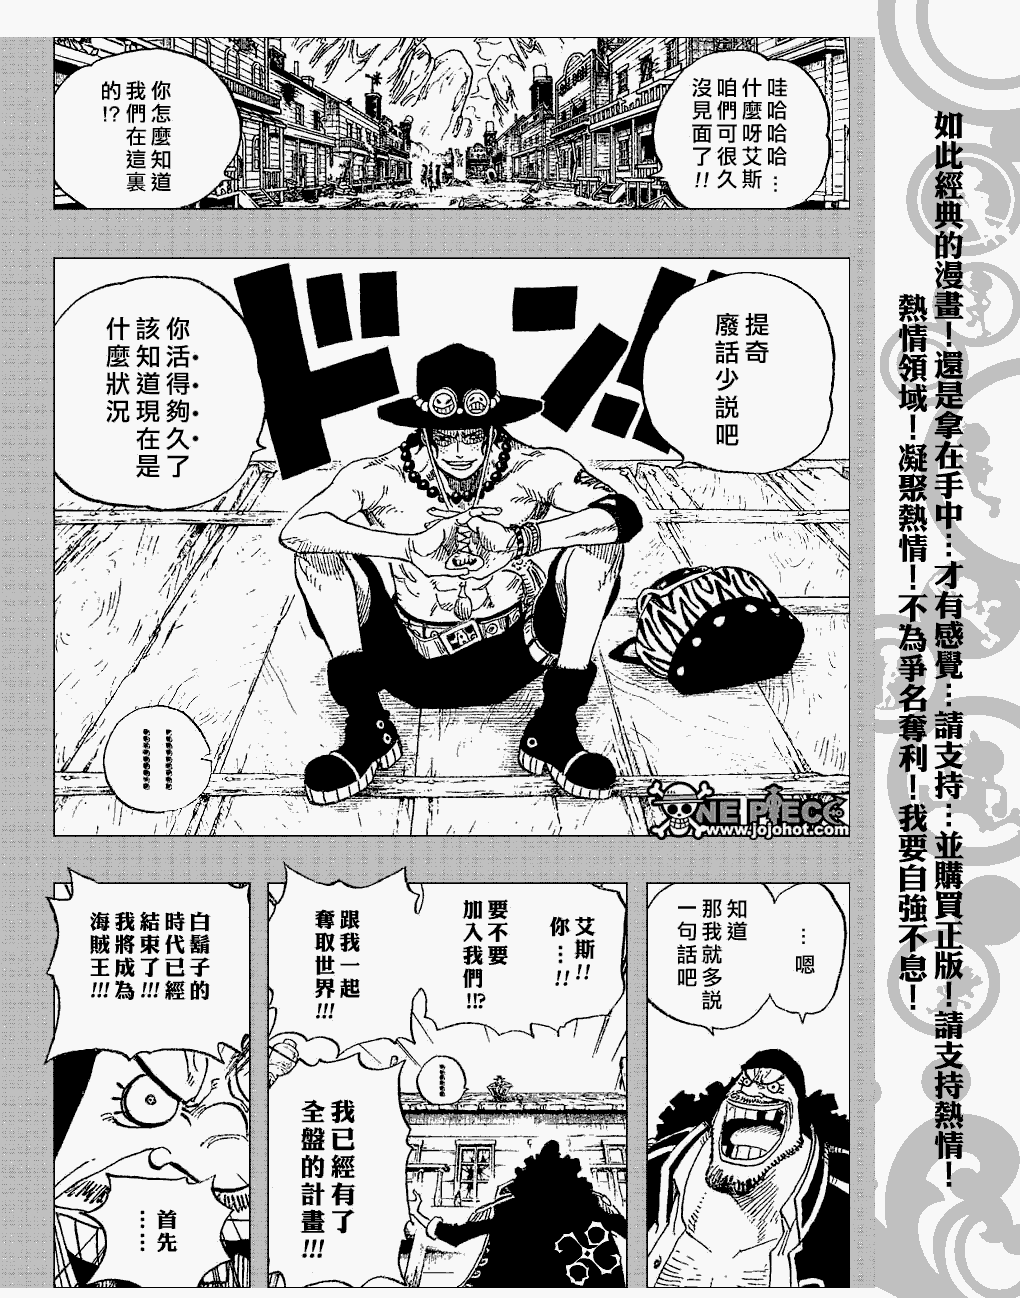 哇哈哈哈…
什麼呀艾斯
咱們可很久
沒見面了!!
你怎麼知道
我們在這裏
的!?
提奇
廢話少説吧
你活得夠久了
該知道現在是
什麼狀況
ドン!!
ONE PIECE
www.jojohot.com
…嗯
知道
那我就多説
一句話吧
艾斯!!
你…!!
要不要
加入我們!!?
跟我一起
奪取世界!!!
我已經有了
全盤的計畫!!!
白鬍子的
時代已經
結束了!!!
我將成為
海賊王!!!
首先
……
如此經典的漫畫！還是拿在手中…才有感覺…請支持…並購買正版！請支持熱情！
熱情領域！凝聚熱情！不為爭名奪利！我要自強不息！